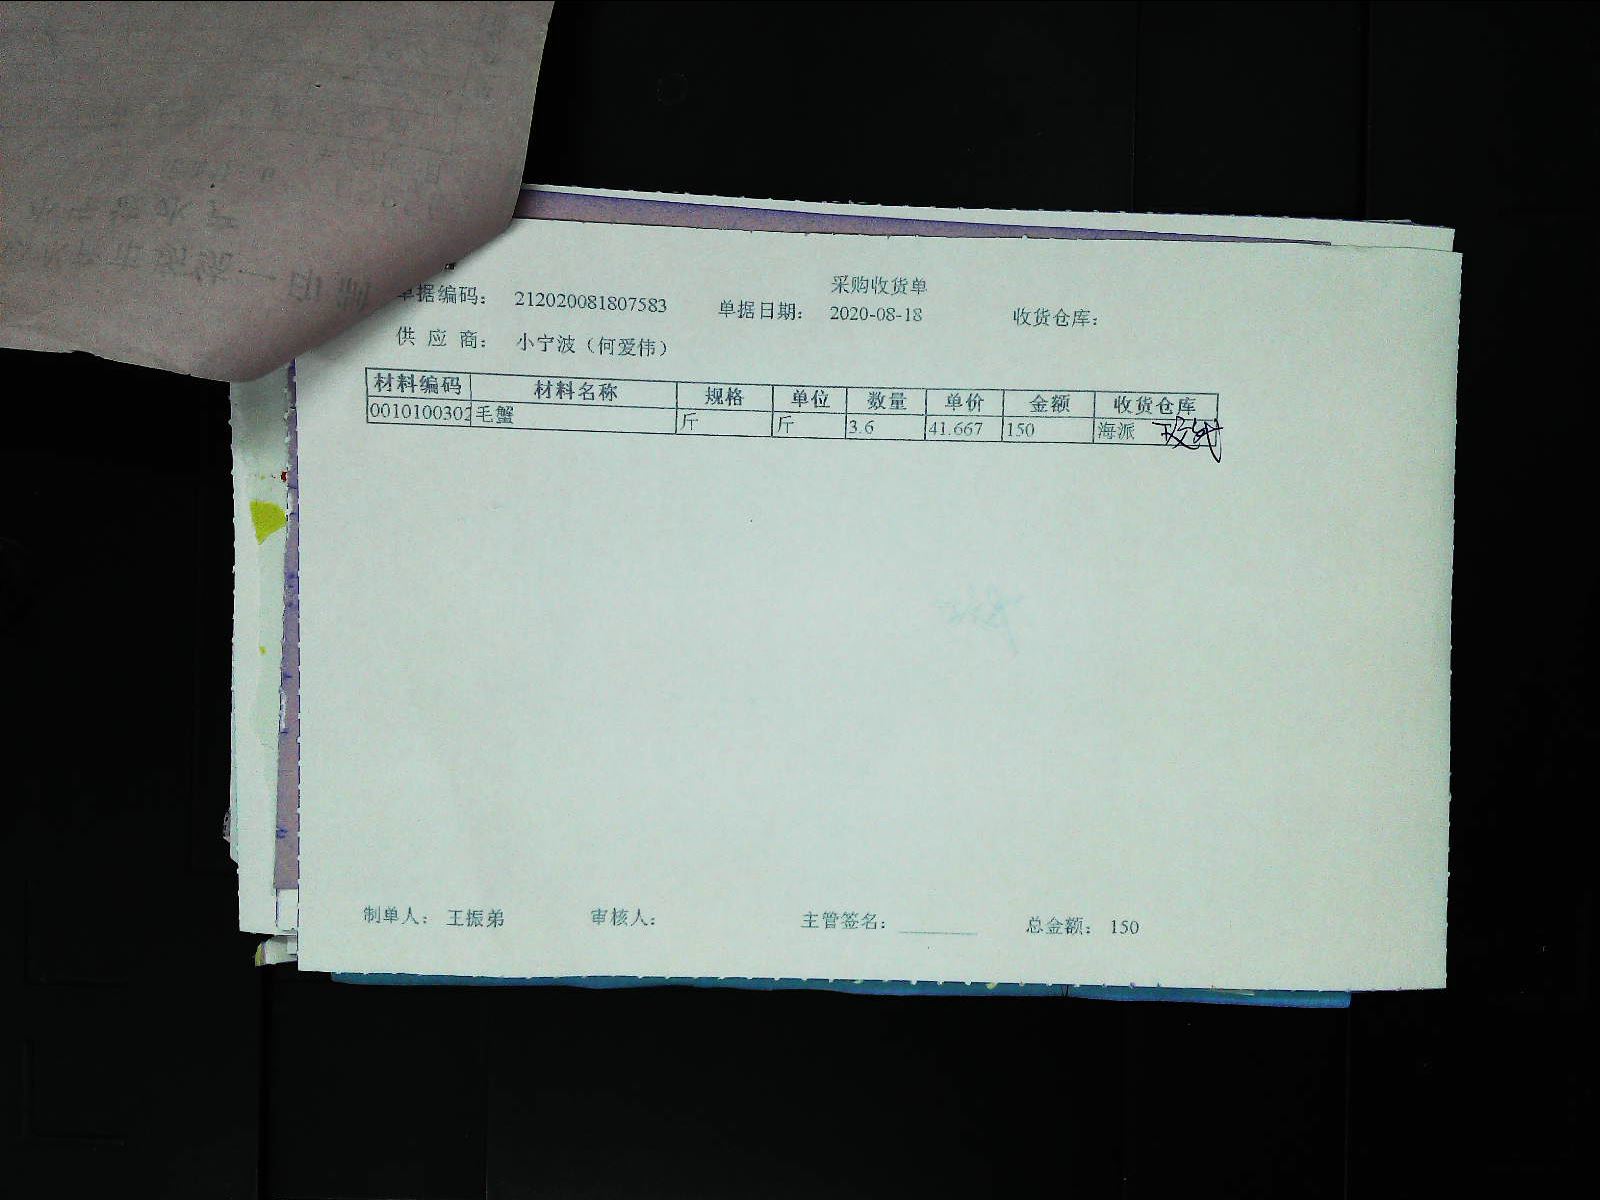 采购收货单
单据编码： 212020081807583 单据日期： 2020-08-18 收货仓库：
供 应 商： 小宁波（何爱伟）
材料编码 材料名称 规格 单位 数量 单价 金额 收货仓库
0010100302 毛蟹 斤 斤 3.6 41.667 150 海派
制单人： 王振弟 审核人： 主管签名： 总金额： 150